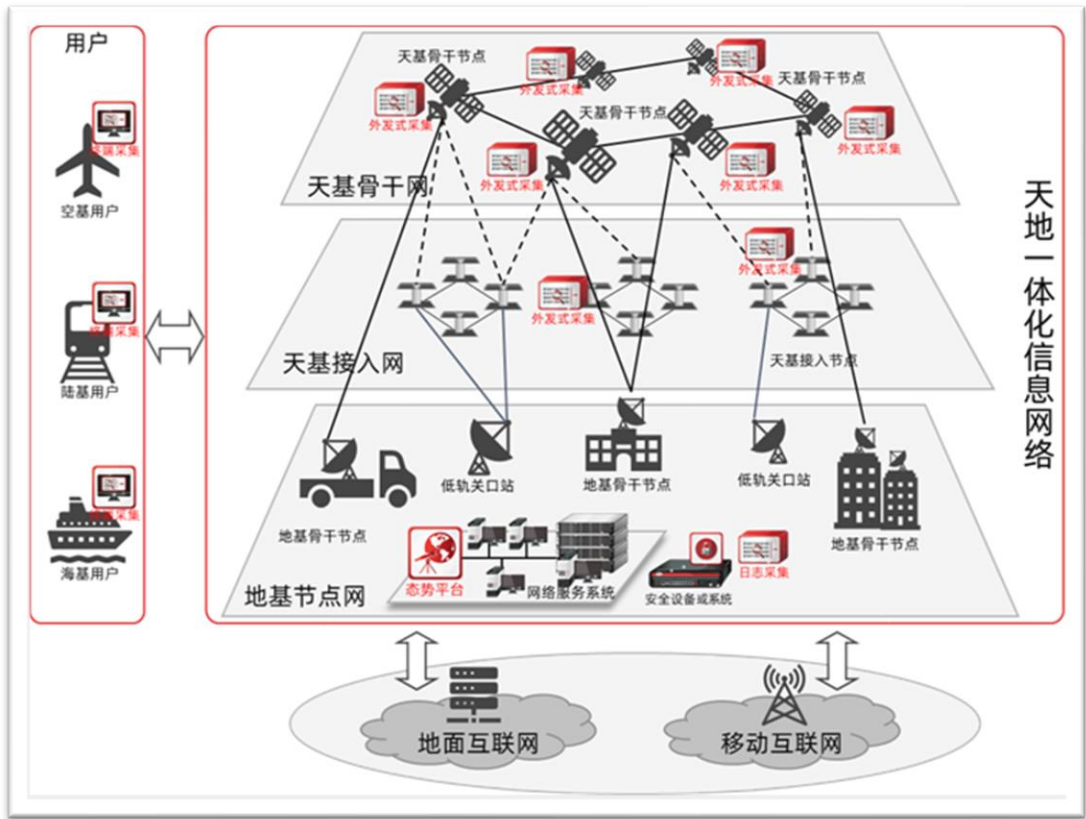 用户
终端采集
空基用户
终端采集
陆基用户
终端采集
海基用户
天基骨干节点
外发式采集
外发式采集
天基骨干节点
外发式采集
天基骨干节点
外发式采集
外发式采集
外发式采集
天基骨干网
天地一体化信息网络
外发式采集
外发式采集
天基接入网
天基接入节点
低轨关口站
地基骨干节点
低轨关口站
地基骨干节点
地基骨干节点
态势平台
网络服务系统
安全设备或系统
日志采集
地基节点网
地面互联网
移动互联网